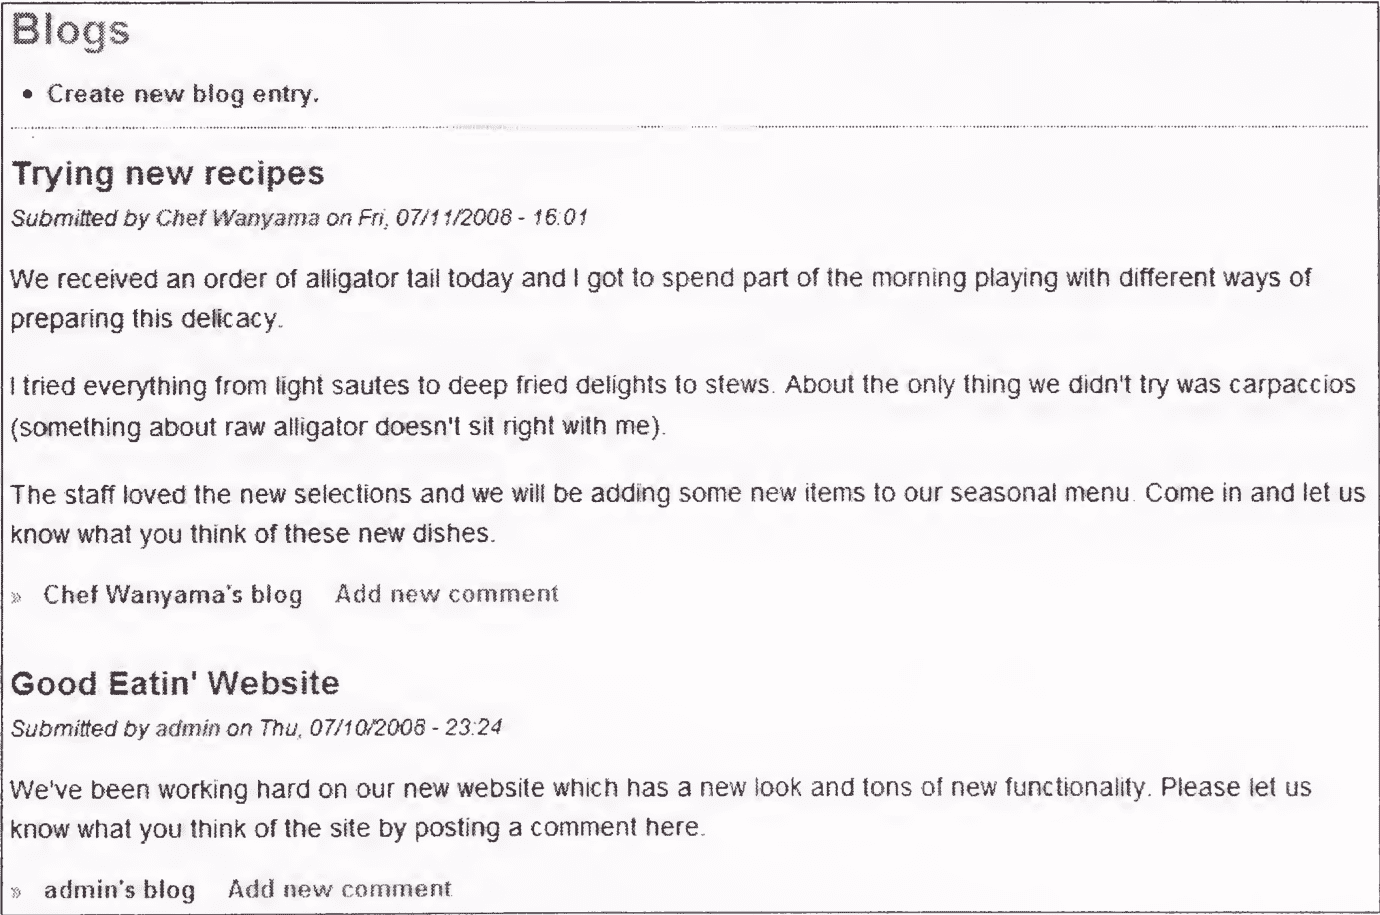 Blogs
• Create new blog entry.
Trying new recipes
Submitted by Chef Wanyama on Fri, 07/11/2008 - 16:01
We received an order of alligator tail today and I got to spend part of the morning playing with different ways of
preparing this delicacy.
I tried everything from light sautes to deep fried delights to stews. About the only thing we didn't try was carpaccios
(something about raw alligator doesn't sit right with me).
The staff loved the new selections and we will be adding some new items to our seasonal menu. Come in and let us
know what you think of these new dishes.
» Chef Wanyama's blog Add new comment
Good Eatin' Website
Submitted by admin on Thu, 07/10/2008 - 23:24
We've been working hard on our new website which has a new look and tons of new functionality. Please let us
know what you think of the site by posting a comment here.
» admin's blog Add new comment